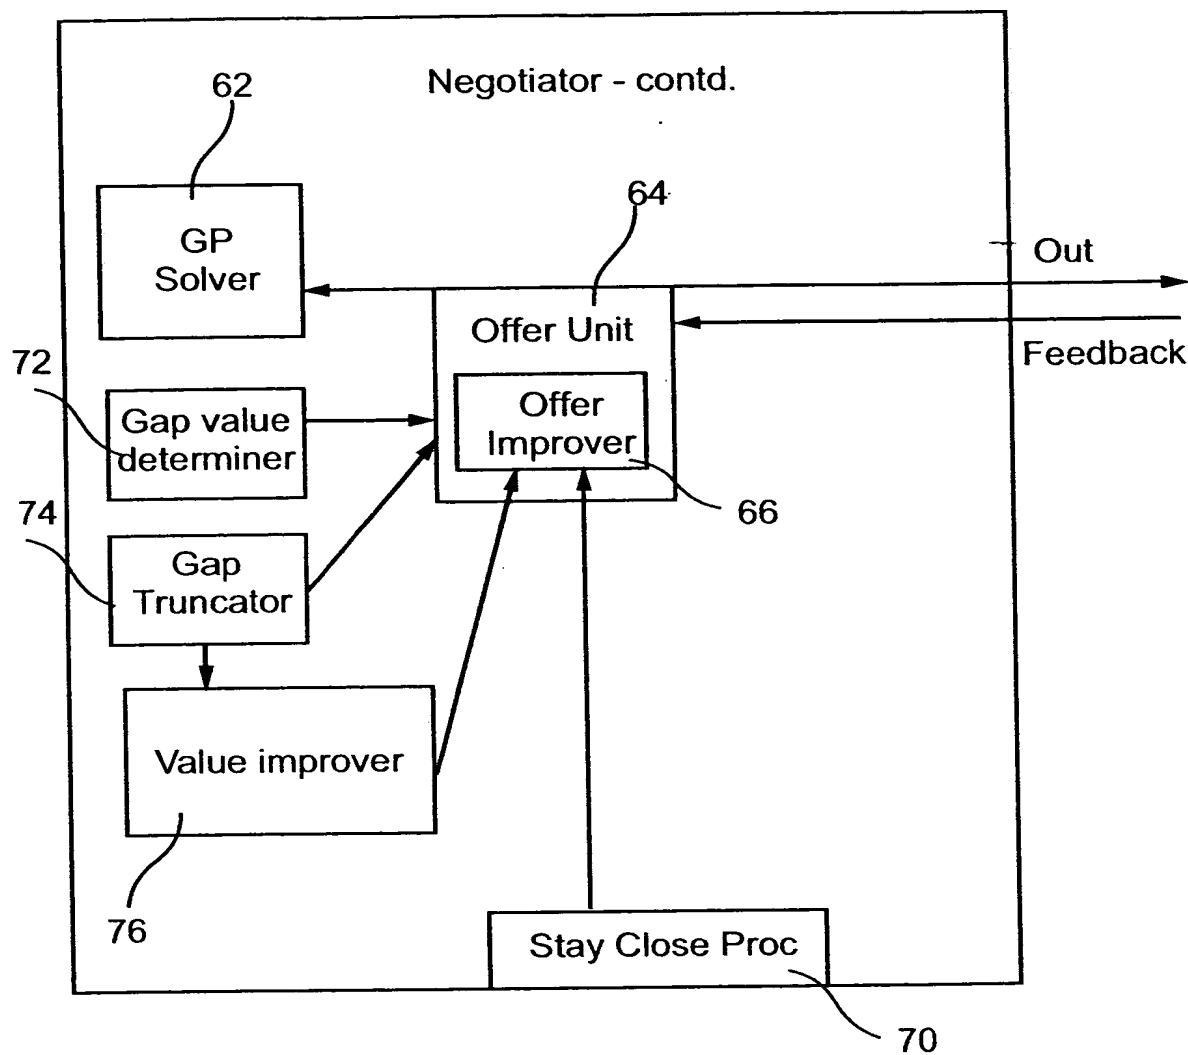 Negotiator - contd.
62
GP
Solver
64
Out
Offer Unit
Feedback
72
Gap value
determiner
Offer
Improver
66
74
Gap
Truncator
Value improver
76
Stay Close Proc
70